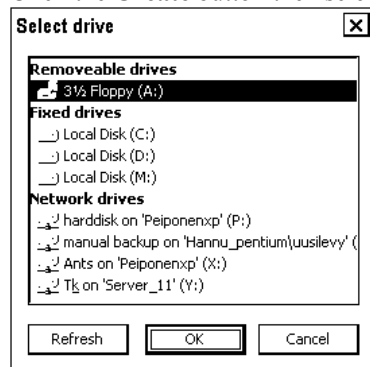 Select drive
Removeable drives
3½ Floppy (A:)
Fixed drives
Local Disk (C:)
Local Disk (D:)
Local Disk (M:)
Network drives
harddisk on 'Peiponenxp' (P:)
manual backup on 'Hannu_pentium\uusilevy' (
Ants on 'Peiponenxp' (X:)
Tk on 'Server_11' (Y:)
Refresh OK Cancel